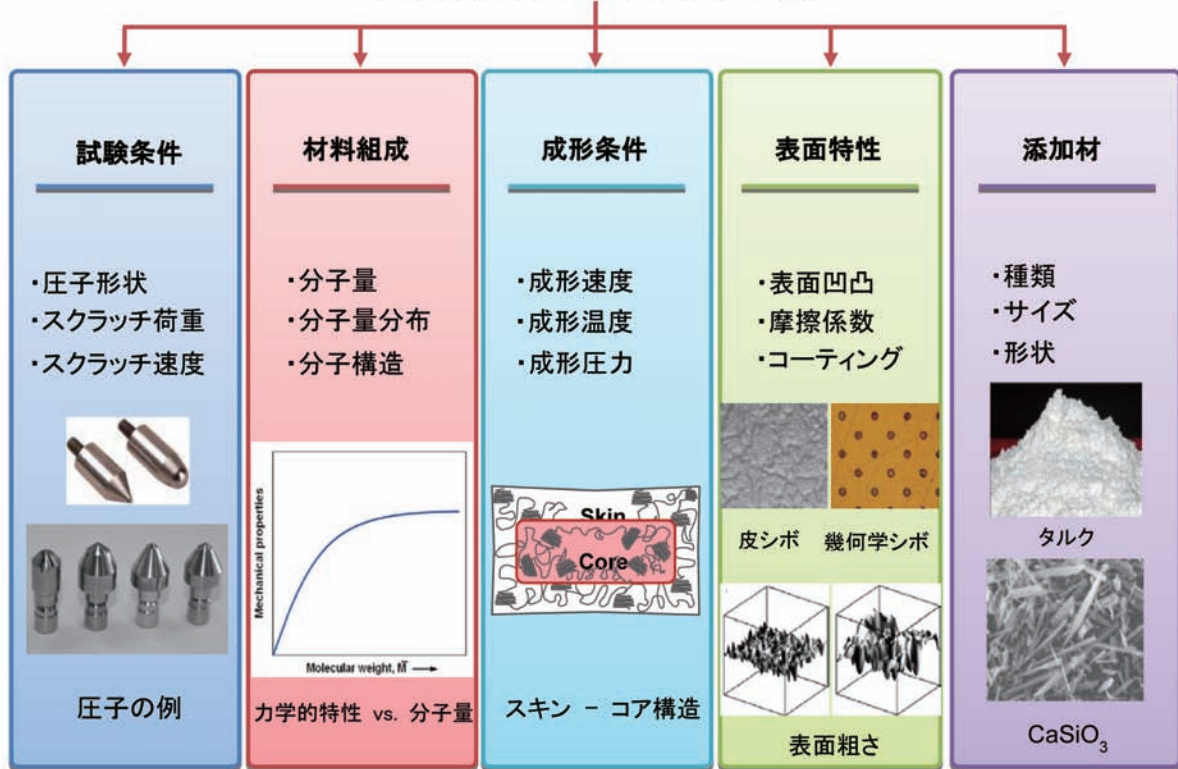 試験条件
・圧子形状
・スクラッチ荷重
・スクラッチ速度
圧子の例
材料組成
・分子量
・分子量分布
・分子構造
Mechanical properties
Molecular weight, M̄
力学的特性 vs. 分子量
成形条件
・成形速度
・成形温度
・成形圧力
Skin
Core
スキン － コア構造
表面特性
・表面凹凸
・摩擦係数
・コーティング
皮シボ 幾何学シボ
表面粗さ
添加材
・種類
・サイズ
・形状
タルク
CaSiO₃